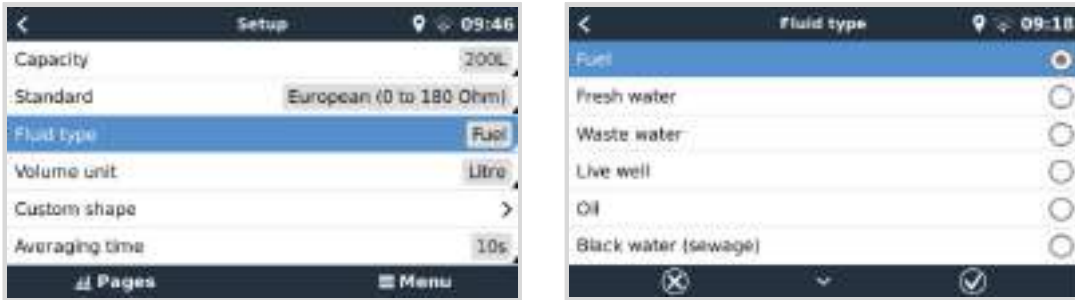 Setup 09:46
Capacity 200L
Standard European (0 to 180 Ohm)
Fluid type Fuel
Volume unit Litre
Custom shape
Averaging time 10s
Pages Menu
Fluid type 09:18
Fuel
Fresh water
Waste water
Live well
Oil
Black water (sewage)